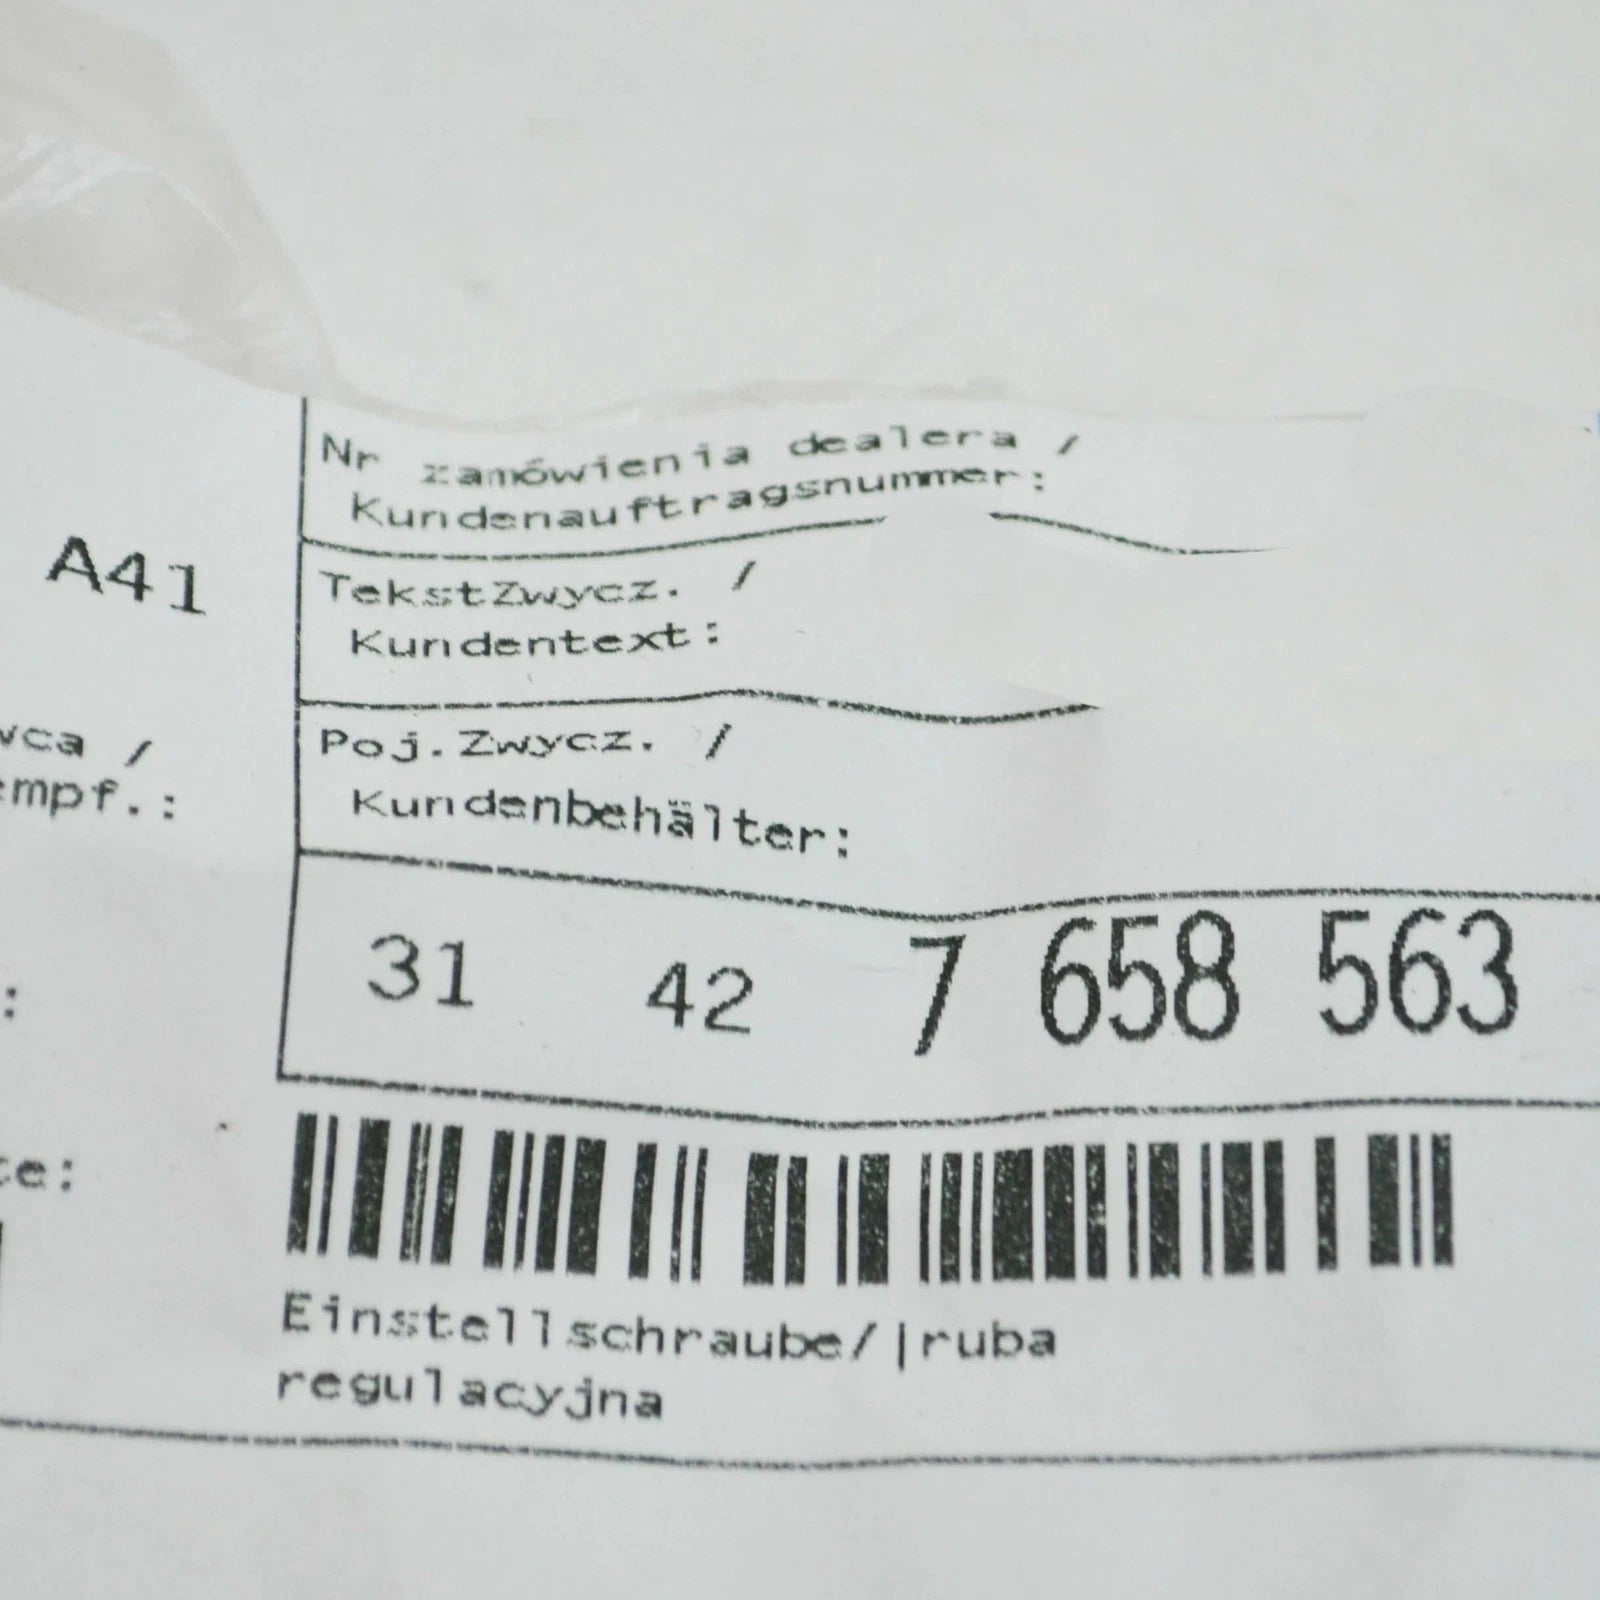 Nr zamówienia dealera /
Kundenauftragsnummer:
A41
TekstZwycz. /
Kundentext:
wca /
empf.:
Poj.Zwycz. /
Kundenbehälter:
:
31 42 7 658 563
te:
Einstellschraube/|ruba
regulacyjna